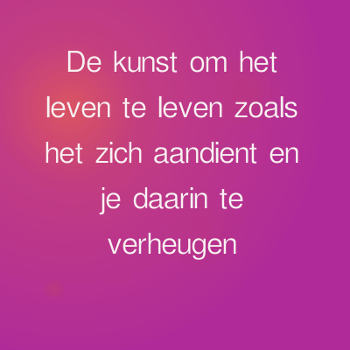 De kunst om het
leven te leven zoals
het zich aandient en
je daarin te
verheugen